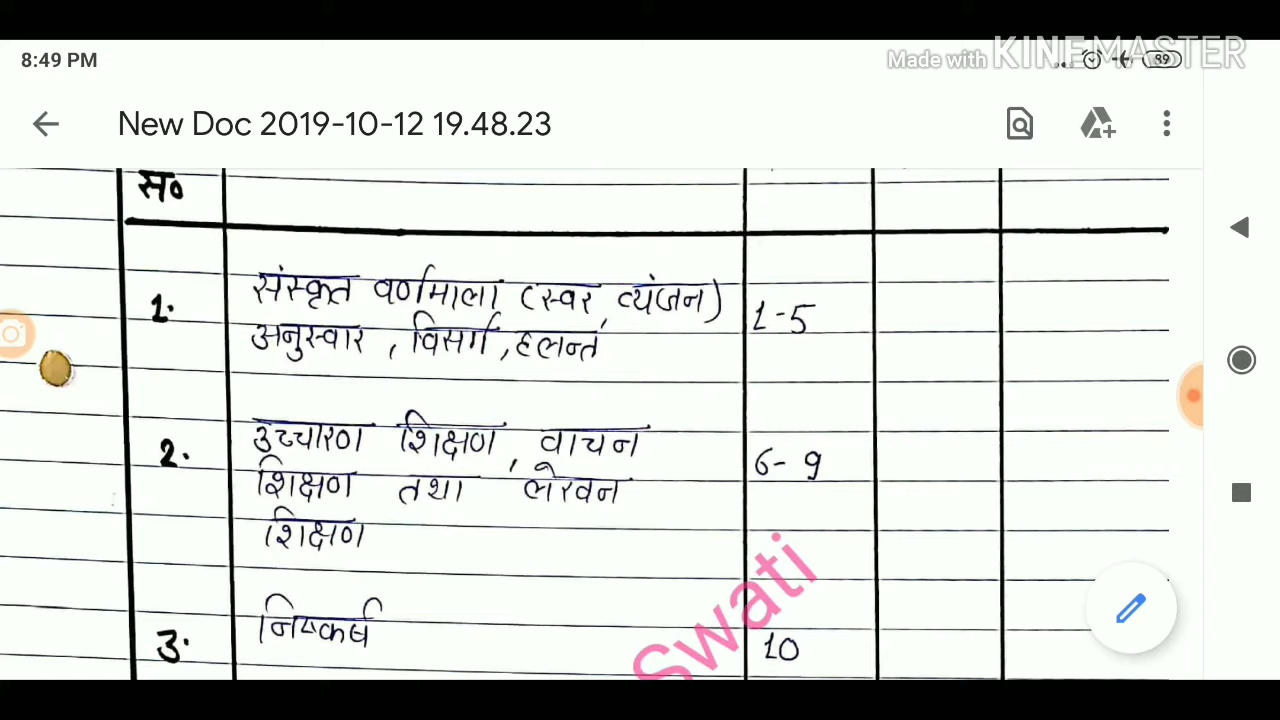 8:49 PM
Made with KINEMASTER
89
New Doc 2019-10-12 19.48.23
स०
1. संस्कृत वर्णमाला (स्वर, व्यंजन) 1-5
अनुस्वार, विसर्ग, हलन्त
2. उच्चारण शिक्षण, वाचन 6-9
शिक्षण तथा लेखन
शिक्षण
3. निष्कर्ष 10
Swati